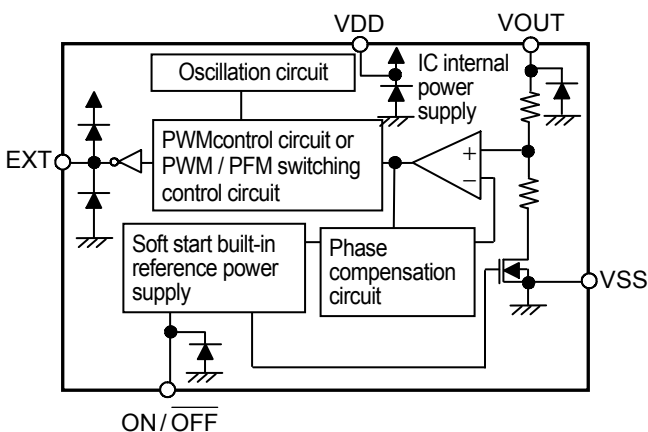 VDD
VOUT
Oscillation circuit
IC internal
power
supply
PWMcontrol circuit or
PWM / PFM switching
control circuit
EXT
+
−
Soft start built-in
reference power
supply
Phase
compensation
circuit
VSS
ON/OFF